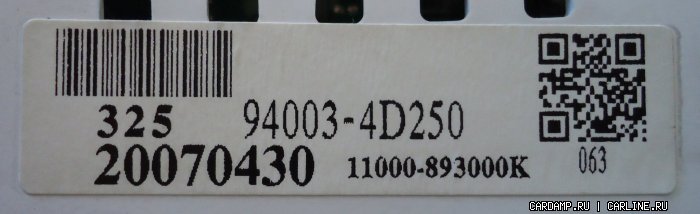 325 94003-4D250
20070430 11000-893000K 063
CARDAMP.RU | CARLINE.RU